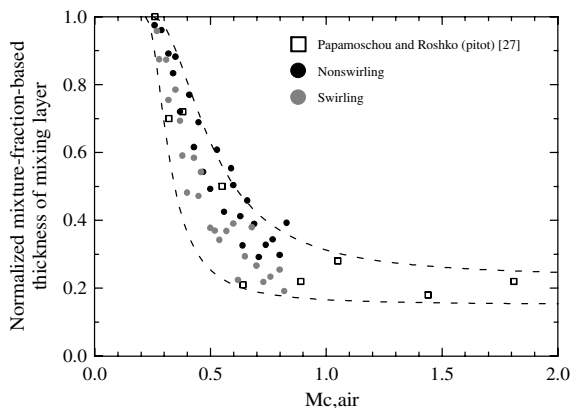 Normalized mixture-fraction-based
thickness of mixing layer
1.0
0.8
0.6
0.4
0.2
0.0
Papamoschou and Roshko (pitot) [27]
Nonswirling
Swirling
0.0 0.5 1.0 1.5 2.0
Mc,air